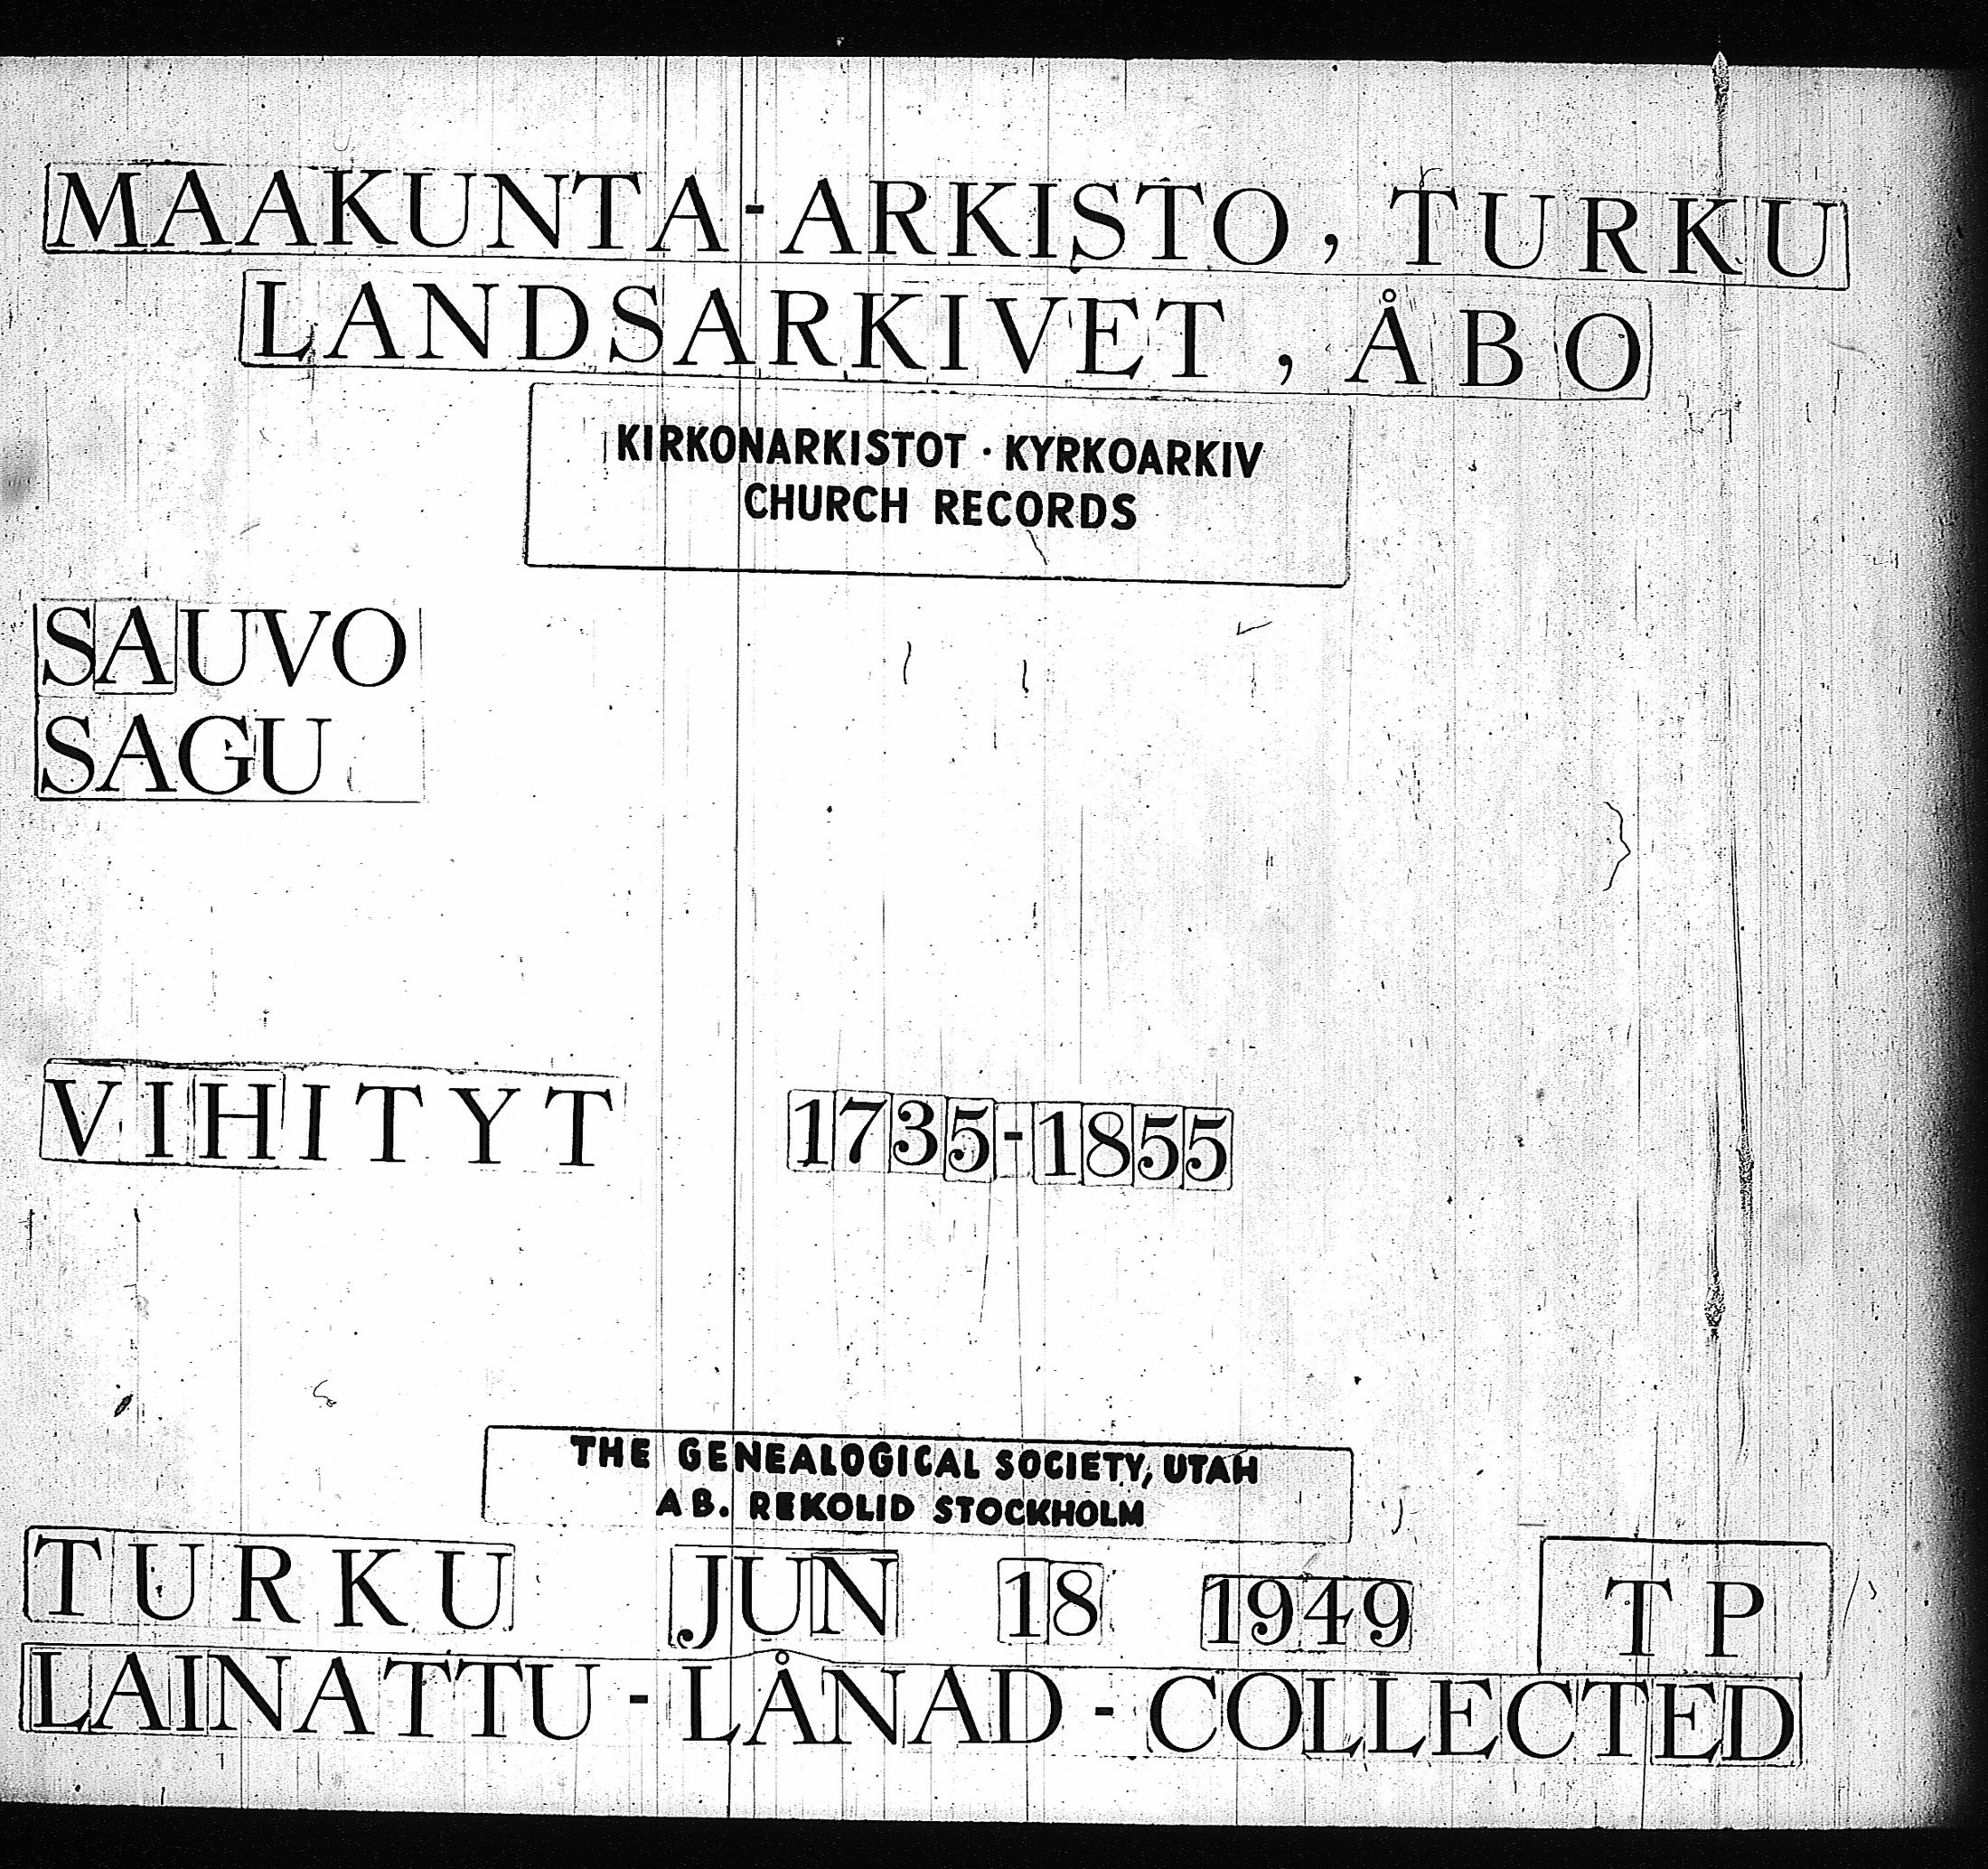 MAAKUNTA-ARKISTO, TURKU
LANDSARKIVET, ÅBO
KIRKONARKISTOT · KYRKOARKIV
CHURCH RECORDS
SAUVO
SAGU
VIHITYT 1735-1855
THE GENEALOGICAL SOCIETY, UTAH
AB. REKOLID STOCKHOLM
TURKU JUN 18 1949 TP
LAINATTU - LÅNAD - COLLECTED